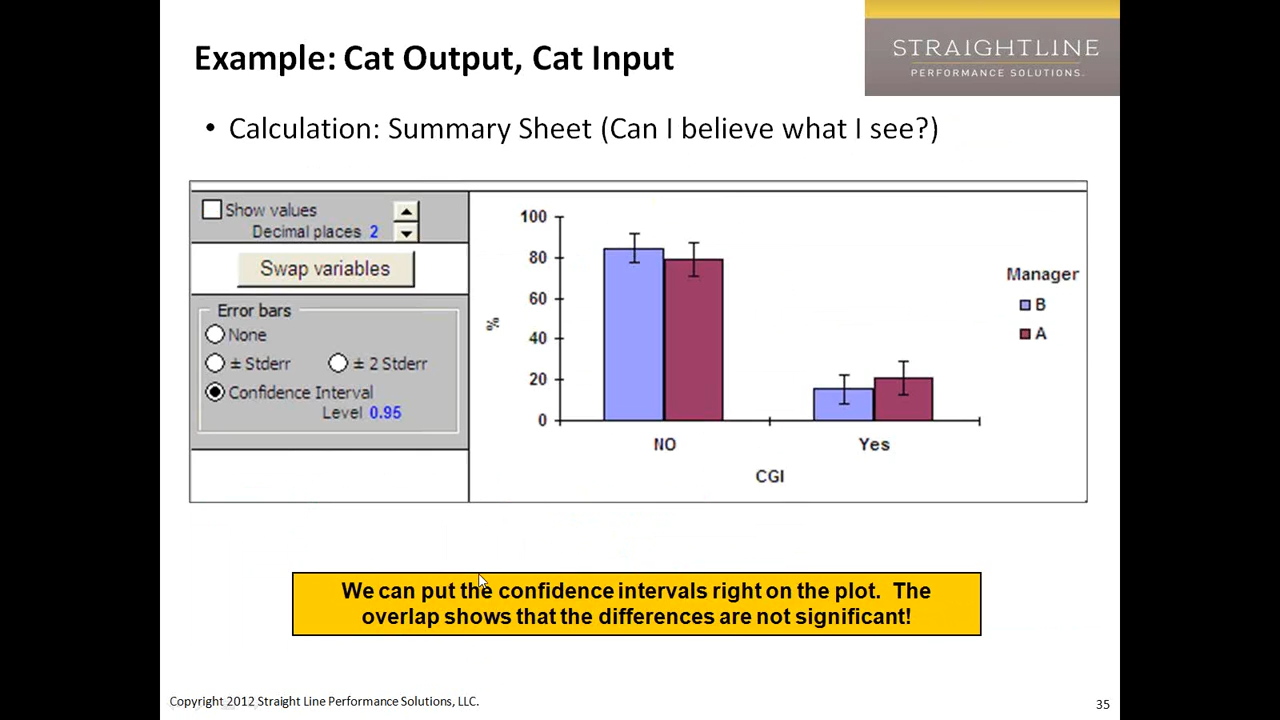 Example: Cat Output, Cat Input
STRAIGHTLINE
PERFORMANCE SOLUTIONS.
• Calculation: Summary Sheet (Can I believe what I see?)
Show values
Decimal places 2
Swap variables
Error bars
None
± Stderr
± 2 Stderr
Confidence Interval
Level 0.95
100
80
60
40
20
0
%
NO
Yes
CGI
Manager
B
A
We can put the confidence intervals right on the plot. The
overlap shows that the differences are not significant!
Copyright 2012 Straight Line Performance Solutions, LLC.
35